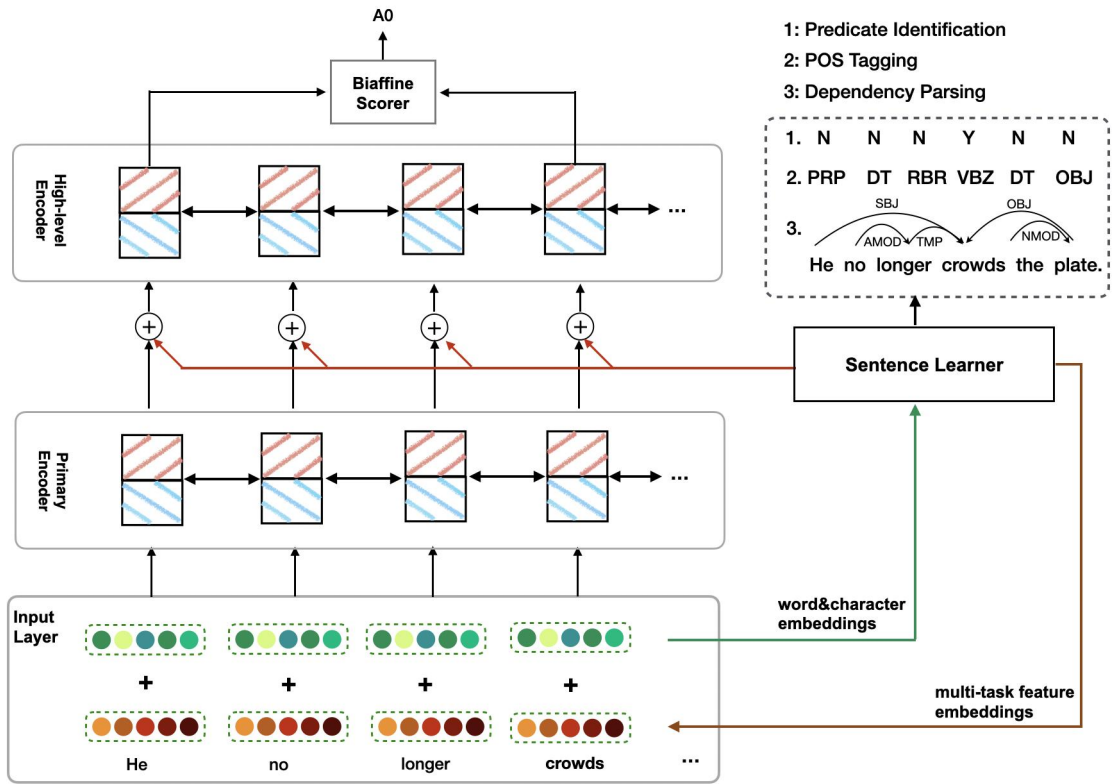 A0
Biaffine
Scorer
1: Predicate Identification
2: POS Tagging
3: Dependency Parsing
1. N N N Y N N
2. PRP DT RBR VBZ DT OBJ
3.
SBJ OBJ
AMOD TMP NMOD
He no longer crowds the plate.
High-level
Encoder
...
+ + + +
Sentence Learner
Primary
Encoder
...
Input
Layer
word&character
embeddings
+ + + +
multi-task feature
embeddings
He no longer crowds ...